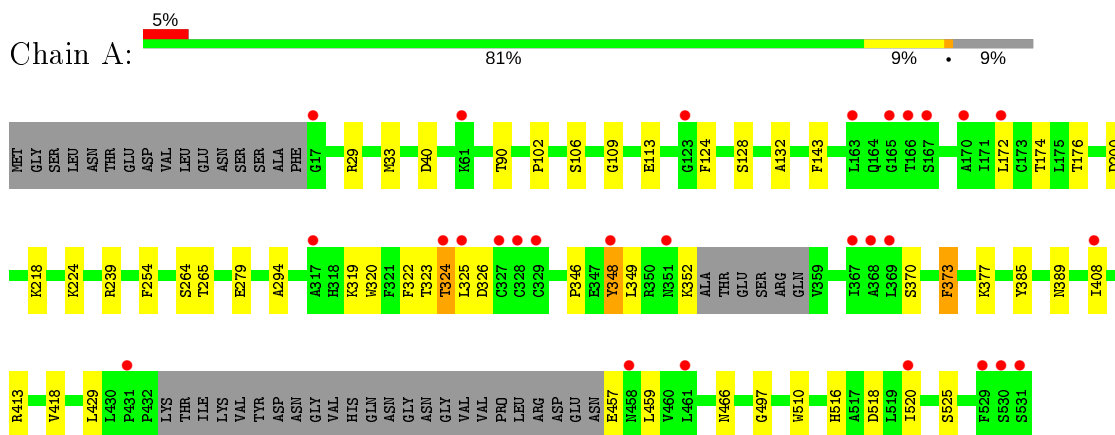 5%
Chain A:
81% 9% • 9%
MET GLY SER LEU ASN THR GLU ASP VAL LEU GLU ASN SER SER ALA PHE G17 R29 M33 D40 K61 T90 P102 S106 G109 E113 G123 F124 S128 A132 F143 L163 Q164 G165 T166 S167 A170 I171 L172 C173 T174 L175 T176
K218 K224 R239 F254 S264 T265 E279 A294 A317 H318 K319 W320 F321 F322 T323 T324 L325 D326 C327 C328 C329 P346 E347 Y348 L349 R350 N351 K352 ALA THR GLU SER ARG GLN V359 I367 A368 L369 S370 F373 K377 Y385 N389 I408
R413 V418 L429 L430 P431 P432 LYS THR ILE LYS VAL TYR ASP ASN GLY VAL HIS GLN ASN GLY ASN GLY VAL VAL PRO LEU ARG ASP GLU ASN E457 N458 L459 V460 L461 N466 G497 W510 H516 A517 D518 L519 I520 S525 F529 S530 S531